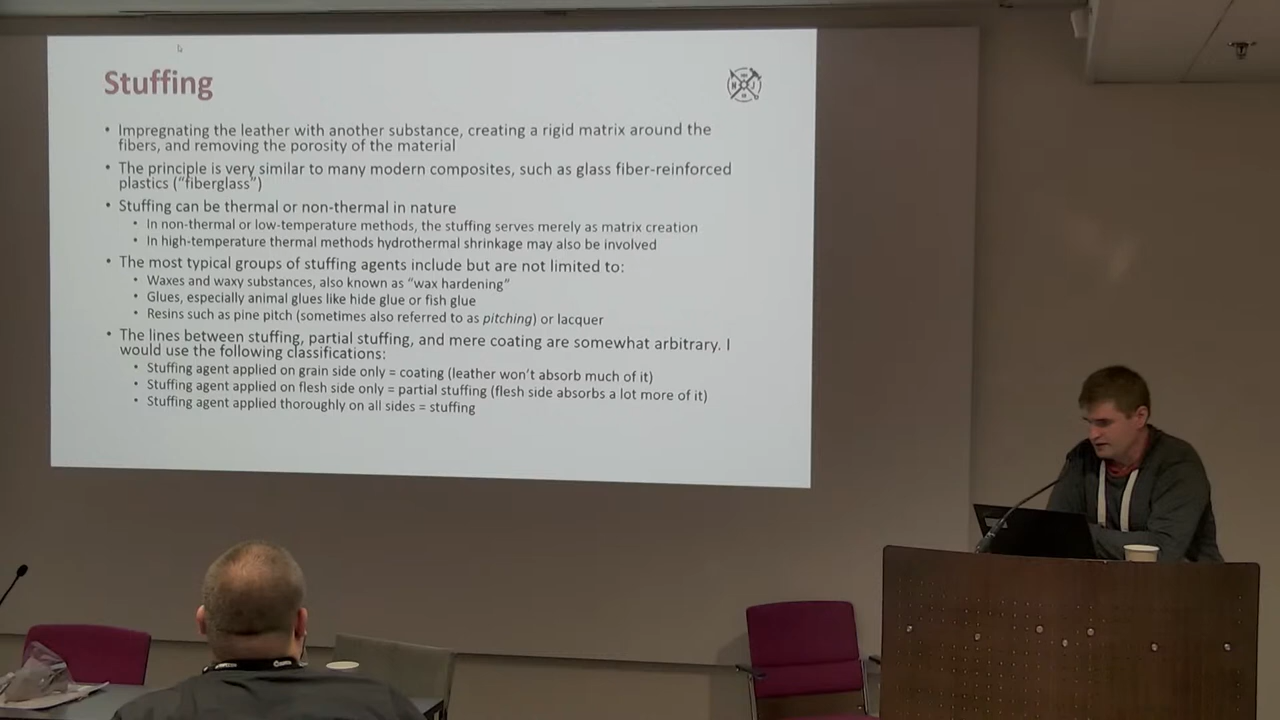 Stuffing
• Impregnating the leather with another substance, creating a rigid matrix around the
fibers, and removing the porosity of the material
• The principle is very similar to many modern composites, such as glass fiber-reinforced
plastics ("fiberglass")
• Stuffing can be thermal or non-thermal in nature
• In non-thermal or low-temperature methods, the stuffing serves merely as matrix creation
• In high-temperature thermal methods hydrothermal shrinkage may also be involved
• The most typical groups of stuffing agents include but are not limited to:
• Waxes and waxy substances, also known as "wax hardening"
• Glues, especially animal glues like hide glue or fish glue
• Resins such as pine pitch (sometimes also referred to as pitching) or lacquer
• The lines between stuffing, partial stuffing, and mere coating are somewhat arbitrary. I
would use the following classifications:
• Stuffing agent applied on grain side only = coating (leather won't absorb much of it)
• Stuffing agent applied on flesh side only = partial stuffing (flesh side absorbs a lot more of it)
• Stuffing agent applied thoroughly on all sides = stuffing